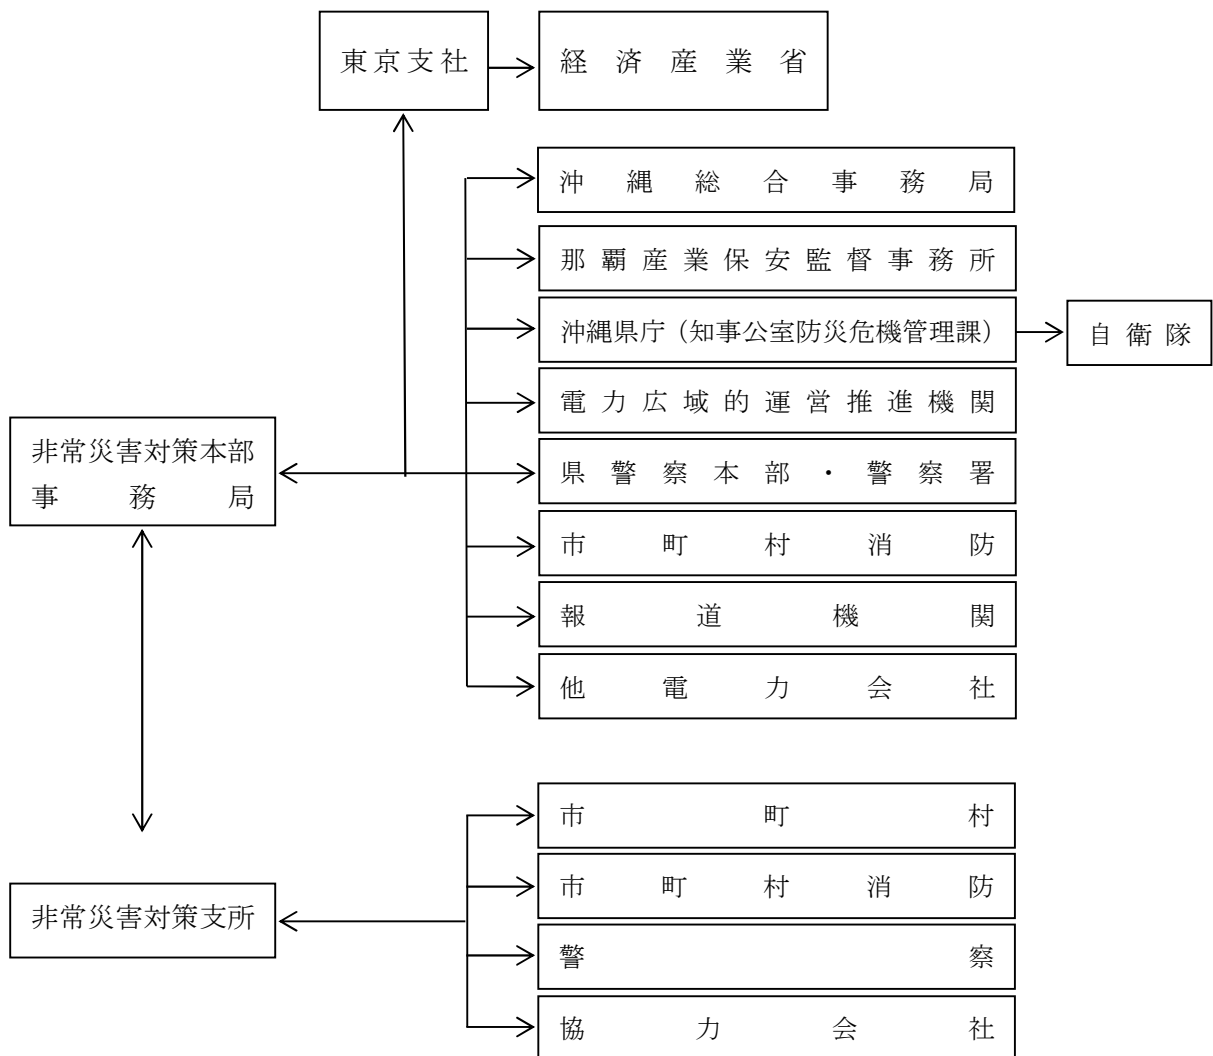 東京支社
経済産業省
沖縄総合事務局
那覇産業保安監督事務所
沖縄県庁（知事公室防災危機管理課）
自衛隊
電力広域的運営推進機関
非常災害対策本部
事務局
県警察本部・警察署
市町村消防
報道機関
他電力会社
市町村
市町村消防
非常災害対策支所
警察
協力会社